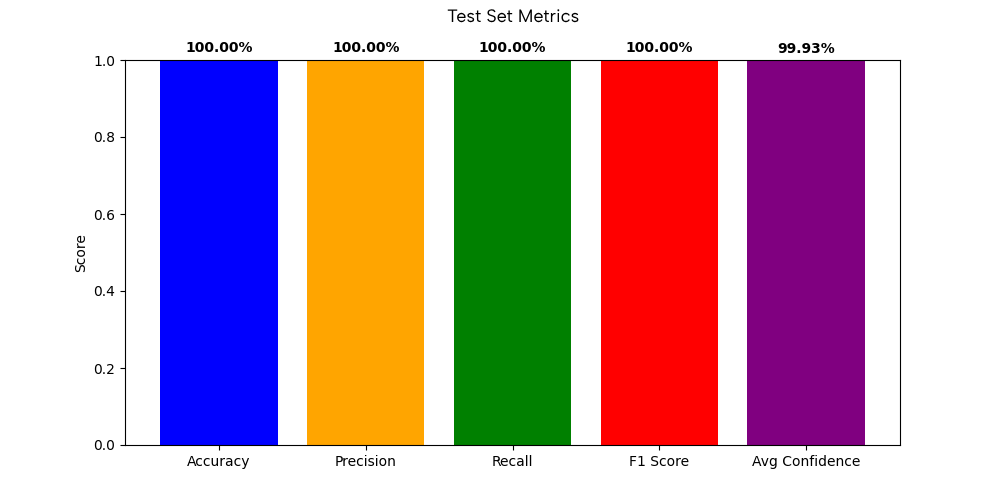 Test Set Metrics
100.00% 100.00% 100.00% 100.00% 99.93%
1.0
0.8
0.6
0.4
0.2
0.0
Score
Accuracy Precision Recall F1 Score Avg Confidence